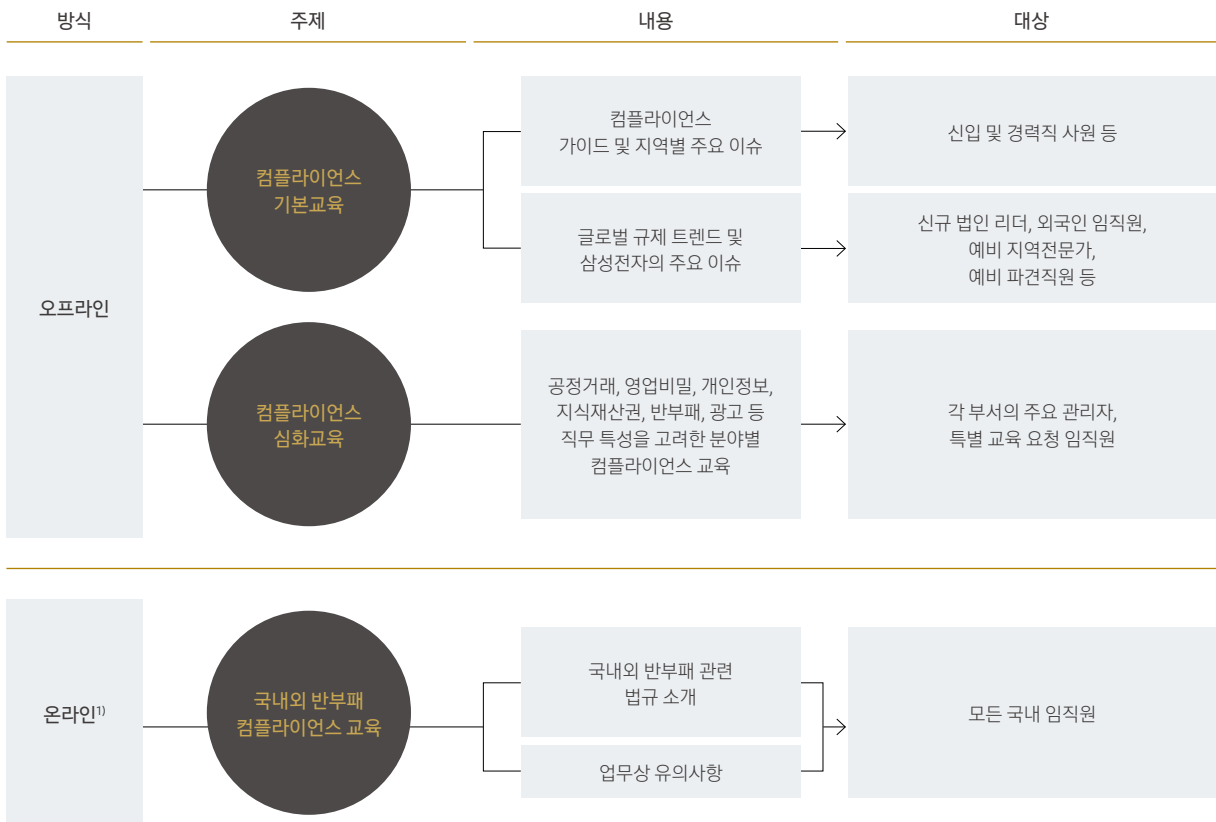 방식
주제
내용
대상
오프라인
컴플라이언스
기본교육
컴플라이언스
가이드 및 지역별 주요 이슈
신입 및 경력직 사원 등
글로벌 규제 트렌드 및
삼성전자의 주요 이슈
신규 법인 리더, 외국인 임직원,
예비 지역전문가,
예비 파견직원 등
컴플라이언스
심화교육
공정거래, 영업비밀, 개인정보,
지식재산권, 반부패, 광고 등
직무 특성을 고려한 분야별
컴플라이언스 교육
각 부서의 주요 관리자,
특별 교육 요청 임직원
온라인1)
국내외 반부패
컴플라이언스 교육
국내외 반부패 관련
법규 소개
업무상 유의사항
모든 국내 임직원